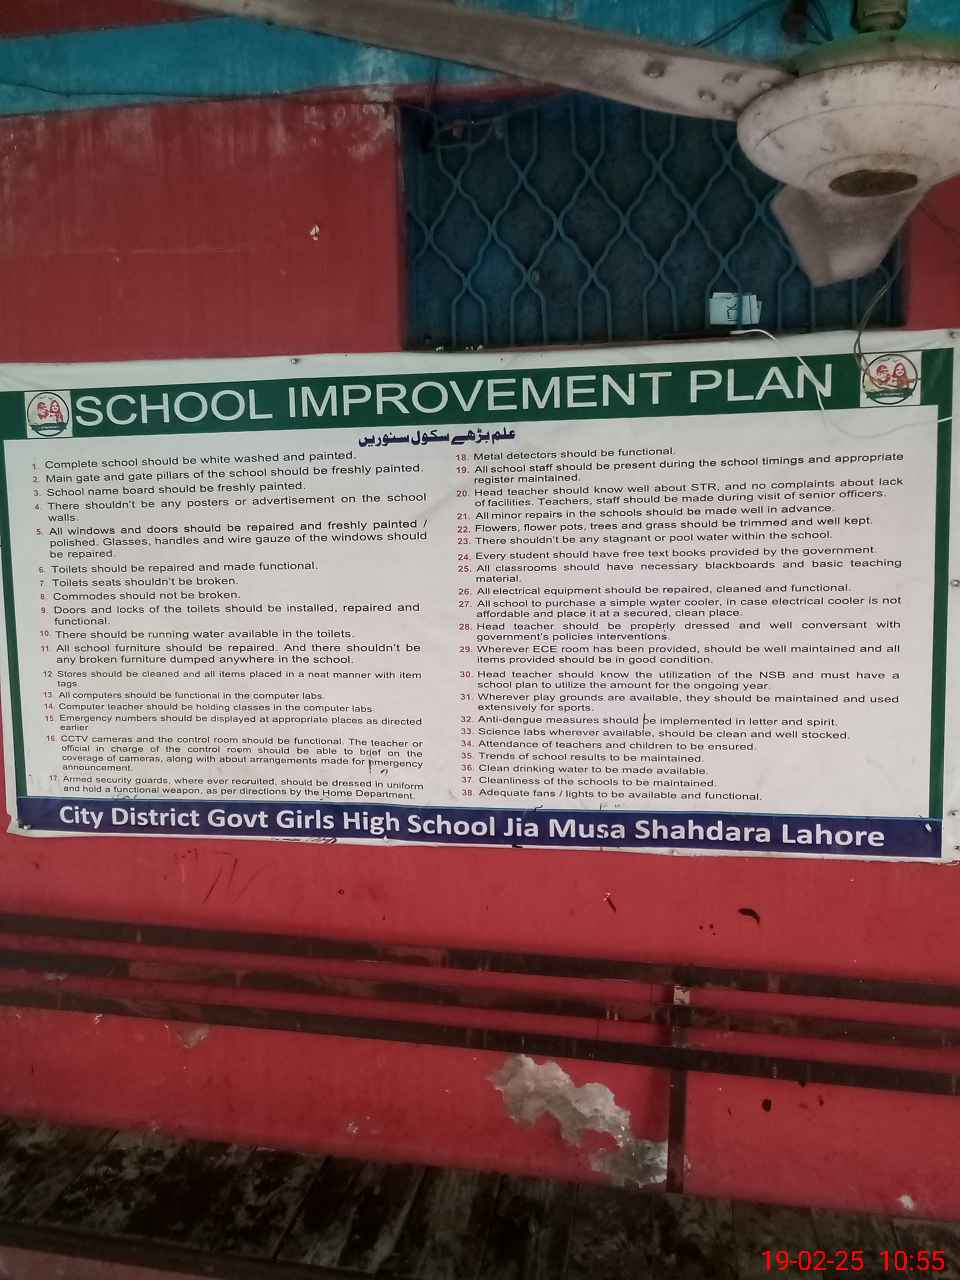 SCHOOL IMPROVEMENT PLAN
علم بڑھے سکول سنوریں
1. Complete school should be white washed and painted.
2. Main gate and gate pillars of the school should be freshly painted.
3. School name board should be freshly painted.
4. There shouldn't be any posters or advertisement on the school
walls.
5. All windows and doors should be repaired and freshly painted /
polished. Glasses, handles and wire gauze of the windows should
be repaired.
6. Toilets should be repaired and made functional.
7. Toilets seats shouldn't be broken.
8. Commodes should not be broken.
9. Doors and locks of the toilets should be installed, repaired and
functional.
10. There should be running water available in the toilets.
11. All school furniture should be repaired. And there shouldn't be
any broken furniture dumped anywhere in the school.
12 Stores should be cleaned and all items placed in a neat manner with item
tags.
13. All computers should be functional in the computer labs.
14. Computer teacher should be holding classes in the computer labs
15. Emergency numbers should be displayed at appropriate places as directed
earlier
16. CCTV cameras and the control room should be functional. The teacher or
official in charge of the control room should be able to brief on the
coverage of cameras, along with about arrangements made for emergency
announcement.
17. Armed security guards, where ever recruited, should be dressed in uniform
and hold a functional weapon, as per directions by the Home Department.
18. Metal detectors should be functional.
19. All school staff should be present during the school timings and appropriate
register maintained.
20. Head teacher should know well about STR, and no complaints about lack
of facilities. Teachers, staff should be made during visit of senior officers.
21. All minor repairs in the schools should be made well in advance.
22. Flowers, flower pots, trees and grass should be trimmed and well kept.
23. There shouldn't be any stagnant or pool water within the school.
24. Every student should have free text books provided by the government.
25. All classrooms should have necessary blackboards and basic teaching
material.
26. All electrical equipment should be repaired, cleaned and functional.
27. All school to purchase a simple water cooler, in case electrical cooler is not
affordable and place it at a secured, clean place.
28. Head teacher should be properly dressed and well conversant with
government's policies interventions.
29. Wherever ECE room has been provided, should be well maintained and all
items provided should be in good condition.
30. Head teacher should know the utilization of the NSB and must have a
school plan to utilize the amount for the ongoing year.
31. Wherever play grounds are available, they should be maintained and used
extensively for sports.
32. Anti-dengue measures should be implemented in letter and spirit.
33. Science labs wherever available, should be clean and well stocked.
34. Attendance of teachers and children to be ensured.
35. Trends of school results to be maintained.
36. Clean drinking water to be made available.
37. Cleanliness of the schools to be maintained.
38. Adequate fans / lights to be available and functional.
City District Govt Girls High School Jia Musa Shahdara Lahore
19-02-25 10:55